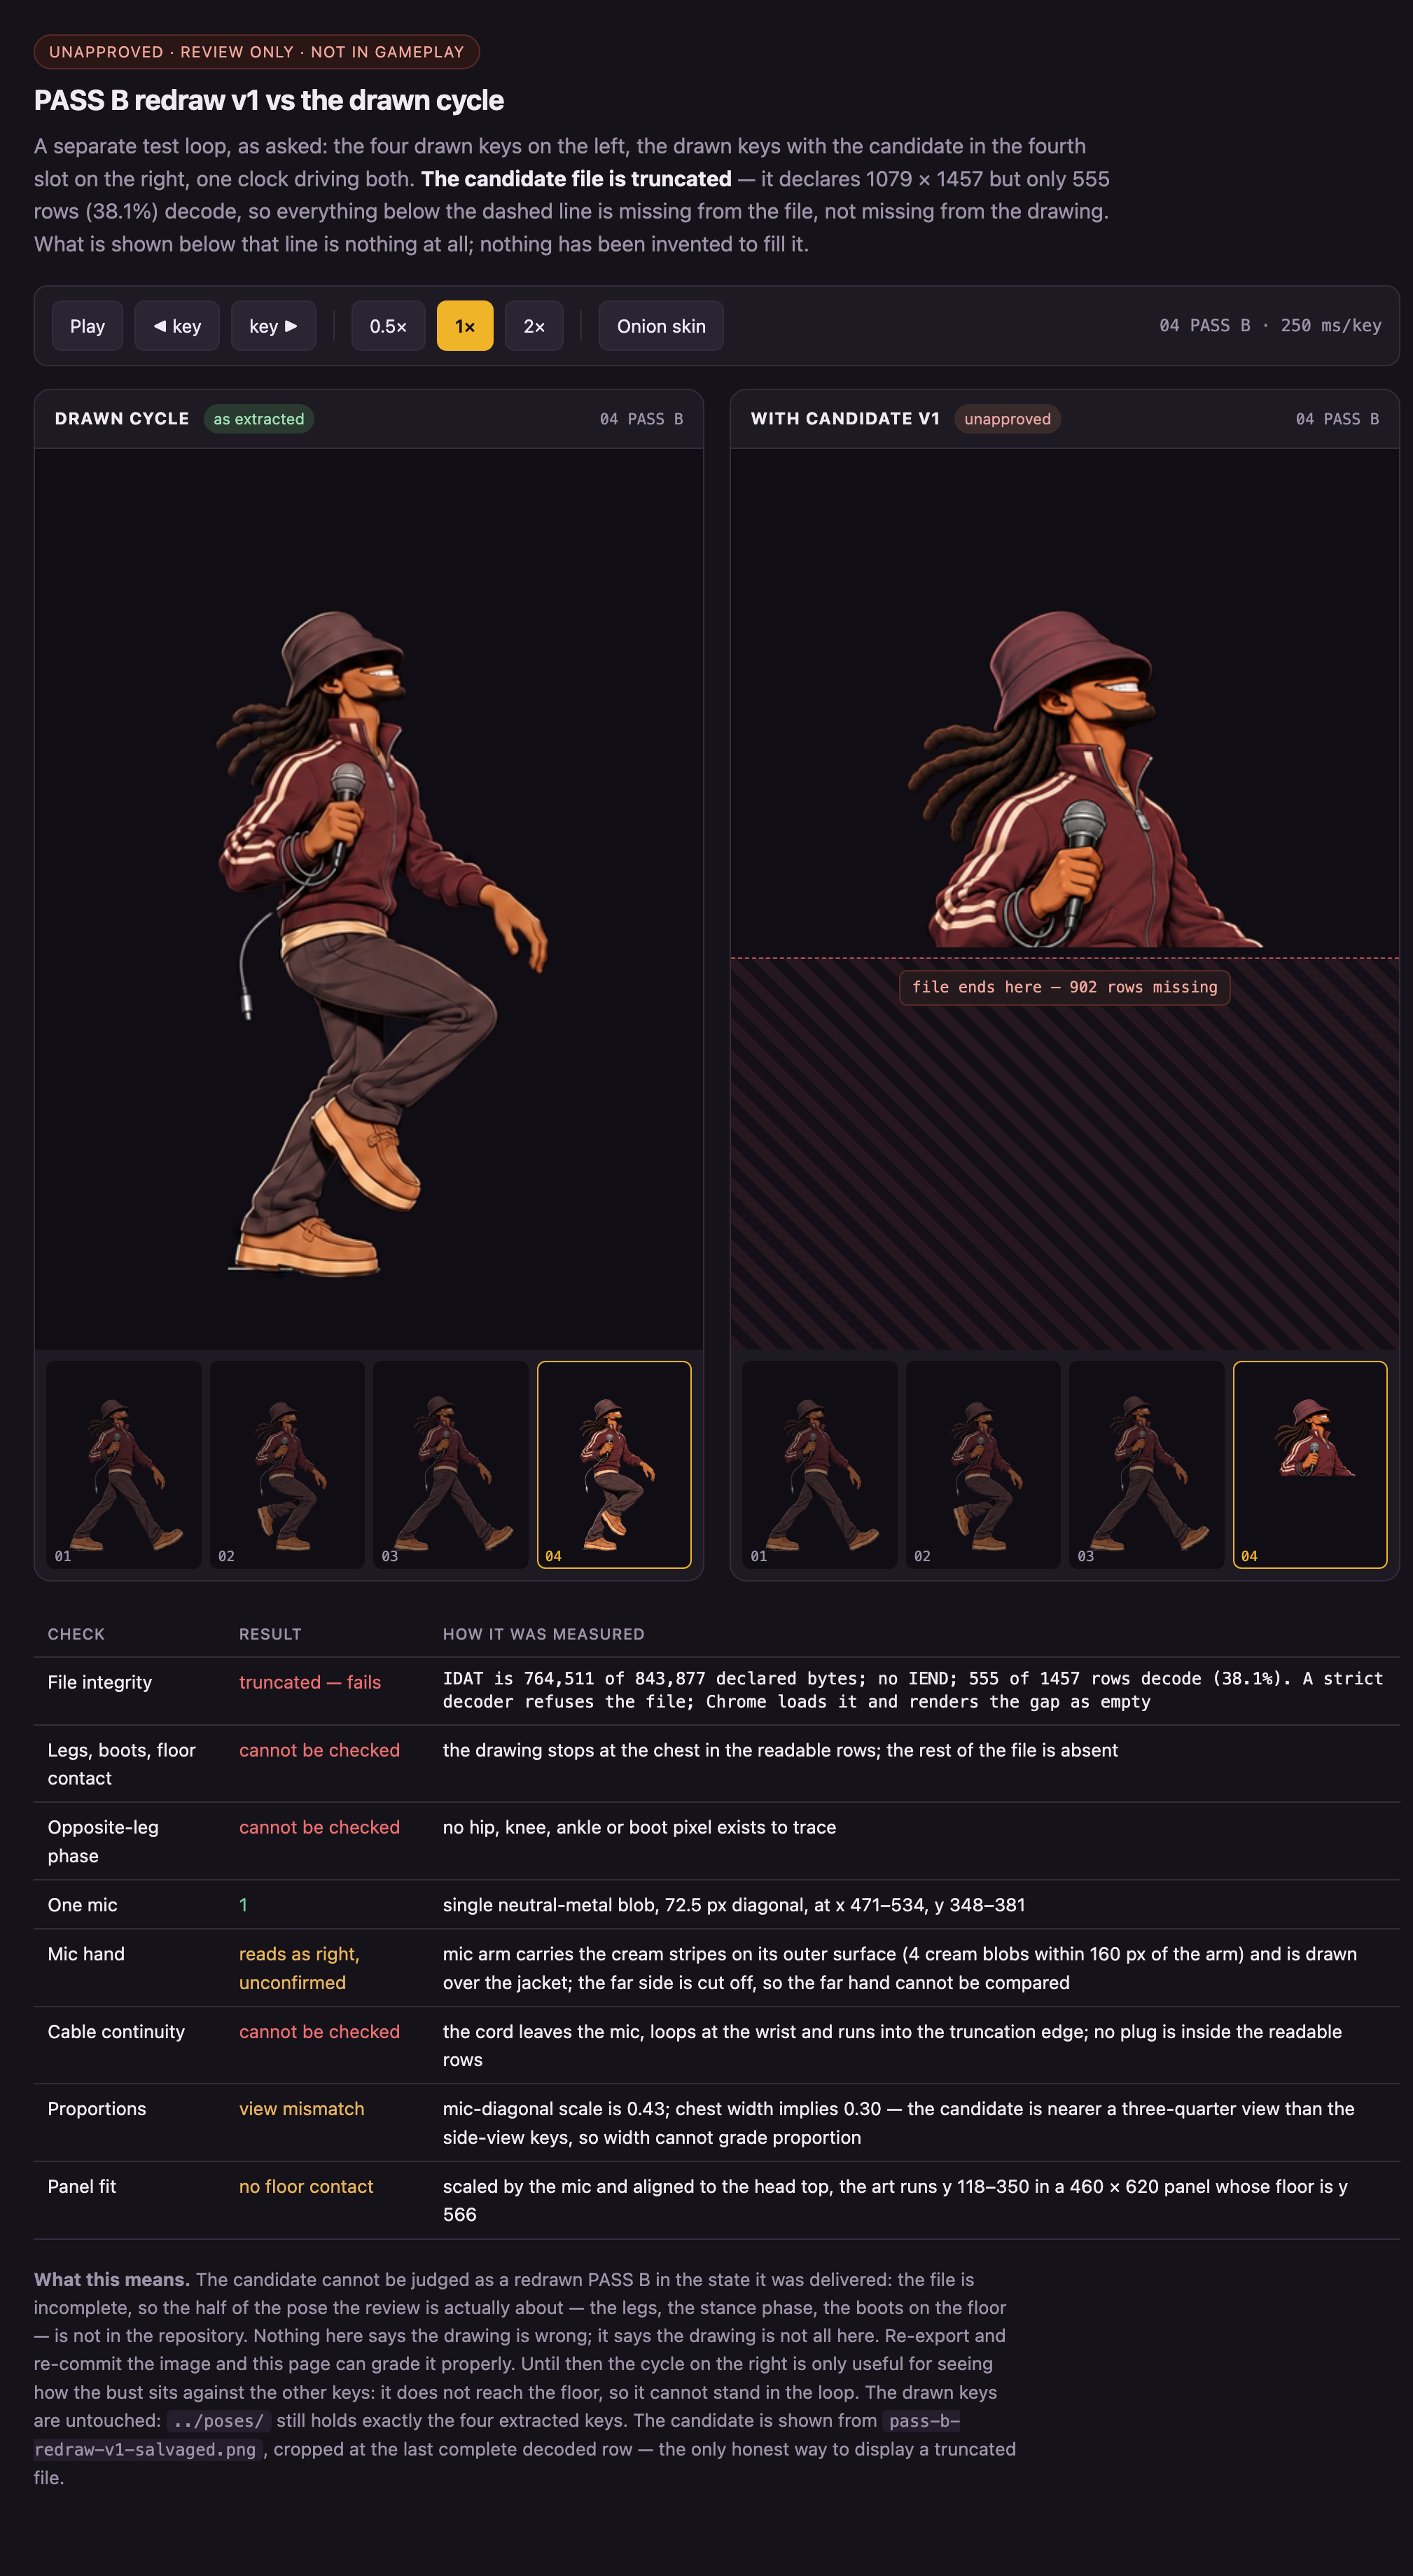 UNAPPROVED · REVIEW ONLY · NOT IN GAMEPLAY
PASS B redraw v1 vs the drawn cycle
A separate test loop, as asked: the four drawn keys on the left, the drawn keys with the candidate in the fourth
slot on the right, one clock driving both. The candidate file is truncated — it declares 1079 × 1457 but only 555
rows (38.1%) decode, so everything below the dashed line is missing from the file, not missing from the drawing.
What is shown below that line is nothing at all; nothing has been invented to fill it.
Play ◀ key key ▶ 0.5× 1× 2× Onion skin 04 PASS B · 250 ms/key
DRAWN CYCLE as extracted 04 PASS B
WITH CANDIDATE V1 unapproved 04 PASS B
file ends here — 902 rows missing
01 02 03 04
01 02 03 04
CHECK RESULT HOW IT WAS MEASURED
File integrity truncated — fails IDAT is 764,511 of 843,877 declared bytes; no IEND; 555 of 1457 rows decode (38.1%). A strict
decoder refuses the file; Chrome loads it and renders the gap as empty
Legs, boots, floor cannot be checked the drawing stops at the chest in the readable rows; the rest of the file is absent
contact
Opposite-leg cannot be checked no hip, knee, ankle or boot pixel exists to trace
phase
One mic 1 single neutral-metal blob, 72.5 px diagonal, at x 471–534, y 348–381
Mic hand reads as right, mic arm carries the cream stripes on its outer surface (4 cream blobs within 160 px of the arm) and is drawn
unconfirmed over the jacket; the far side is cut off, so the far hand cannot be compared
Cable continuity cannot be checked the cord leaves the mic, loops at the wrist and runs into the truncation edge; no plug is inside the readable
rows
Proportions view mismatch mic-diagonal scale is 0.43; chest width implies 0.30 — the candidate is nearer a three-quarter view than the
side-view keys, so width cannot grade proportion
Panel fit no floor contact scaled by the mic and aligned to the head top, the art runs y 118–350 in a 460 × 620 panel whose floor is y
566
What this means. The candidate cannot be judged as a redrawn PASS B in the state it was delivered: the file is
incomplete, so the half of the pose the review is actually about — the legs, the stance phase, the boots on the floor
— is not in the repository. Nothing here says the drawing is wrong; it says the drawing is not all here. Re-export and
re-commit the image and this page can grade it properly. Until then the cycle on the right is only useful for seeing
how the bust sits against the other keys: it does not reach the floor, so it cannot stand in the loop. The drawn keys
are untouched: ../poses/ still holds exactly the four extracted keys. The candidate is shown from pass-b-
redraw-v1-salvaged.png, cropped at the last complete decoded row — the only honest way to display a truncated
file.